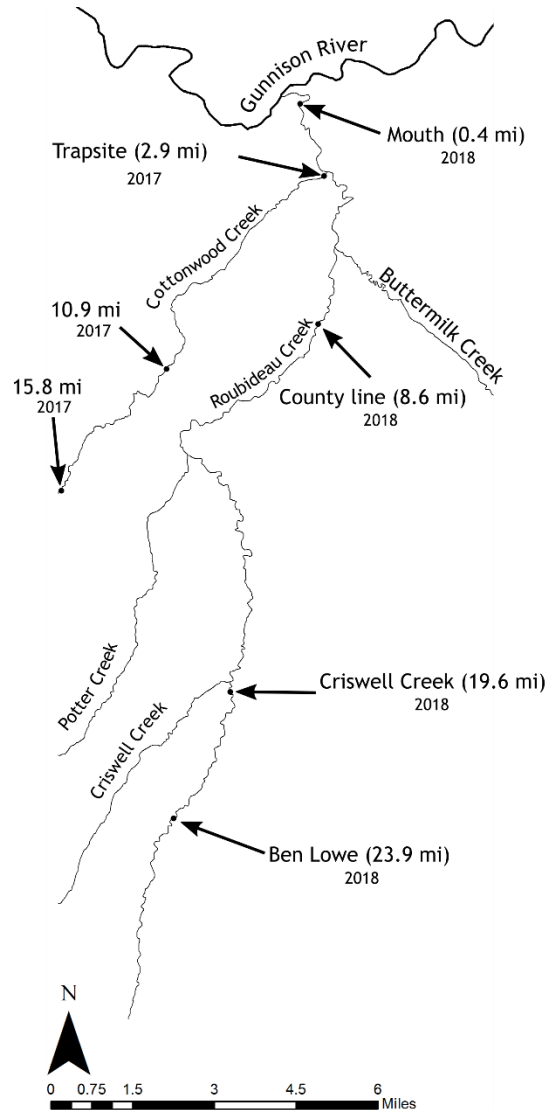 Gunnison River
Mouth (0.4 mi)
2018
Trapsite (2.9 mi)
2017
Cottonwood Creek
Buttermilk Creek
10.9 mi
2017
Roubideau Creek
15.8 mi
2017
County line (8.6 mi)
2018
Potter Creek
Criswell Creek (19.6 mi)
2018
Criswell Creek
Ben Lowe (23.9 mi)
2018
N
0 0.75 1.5 3 4.5 6
Miles